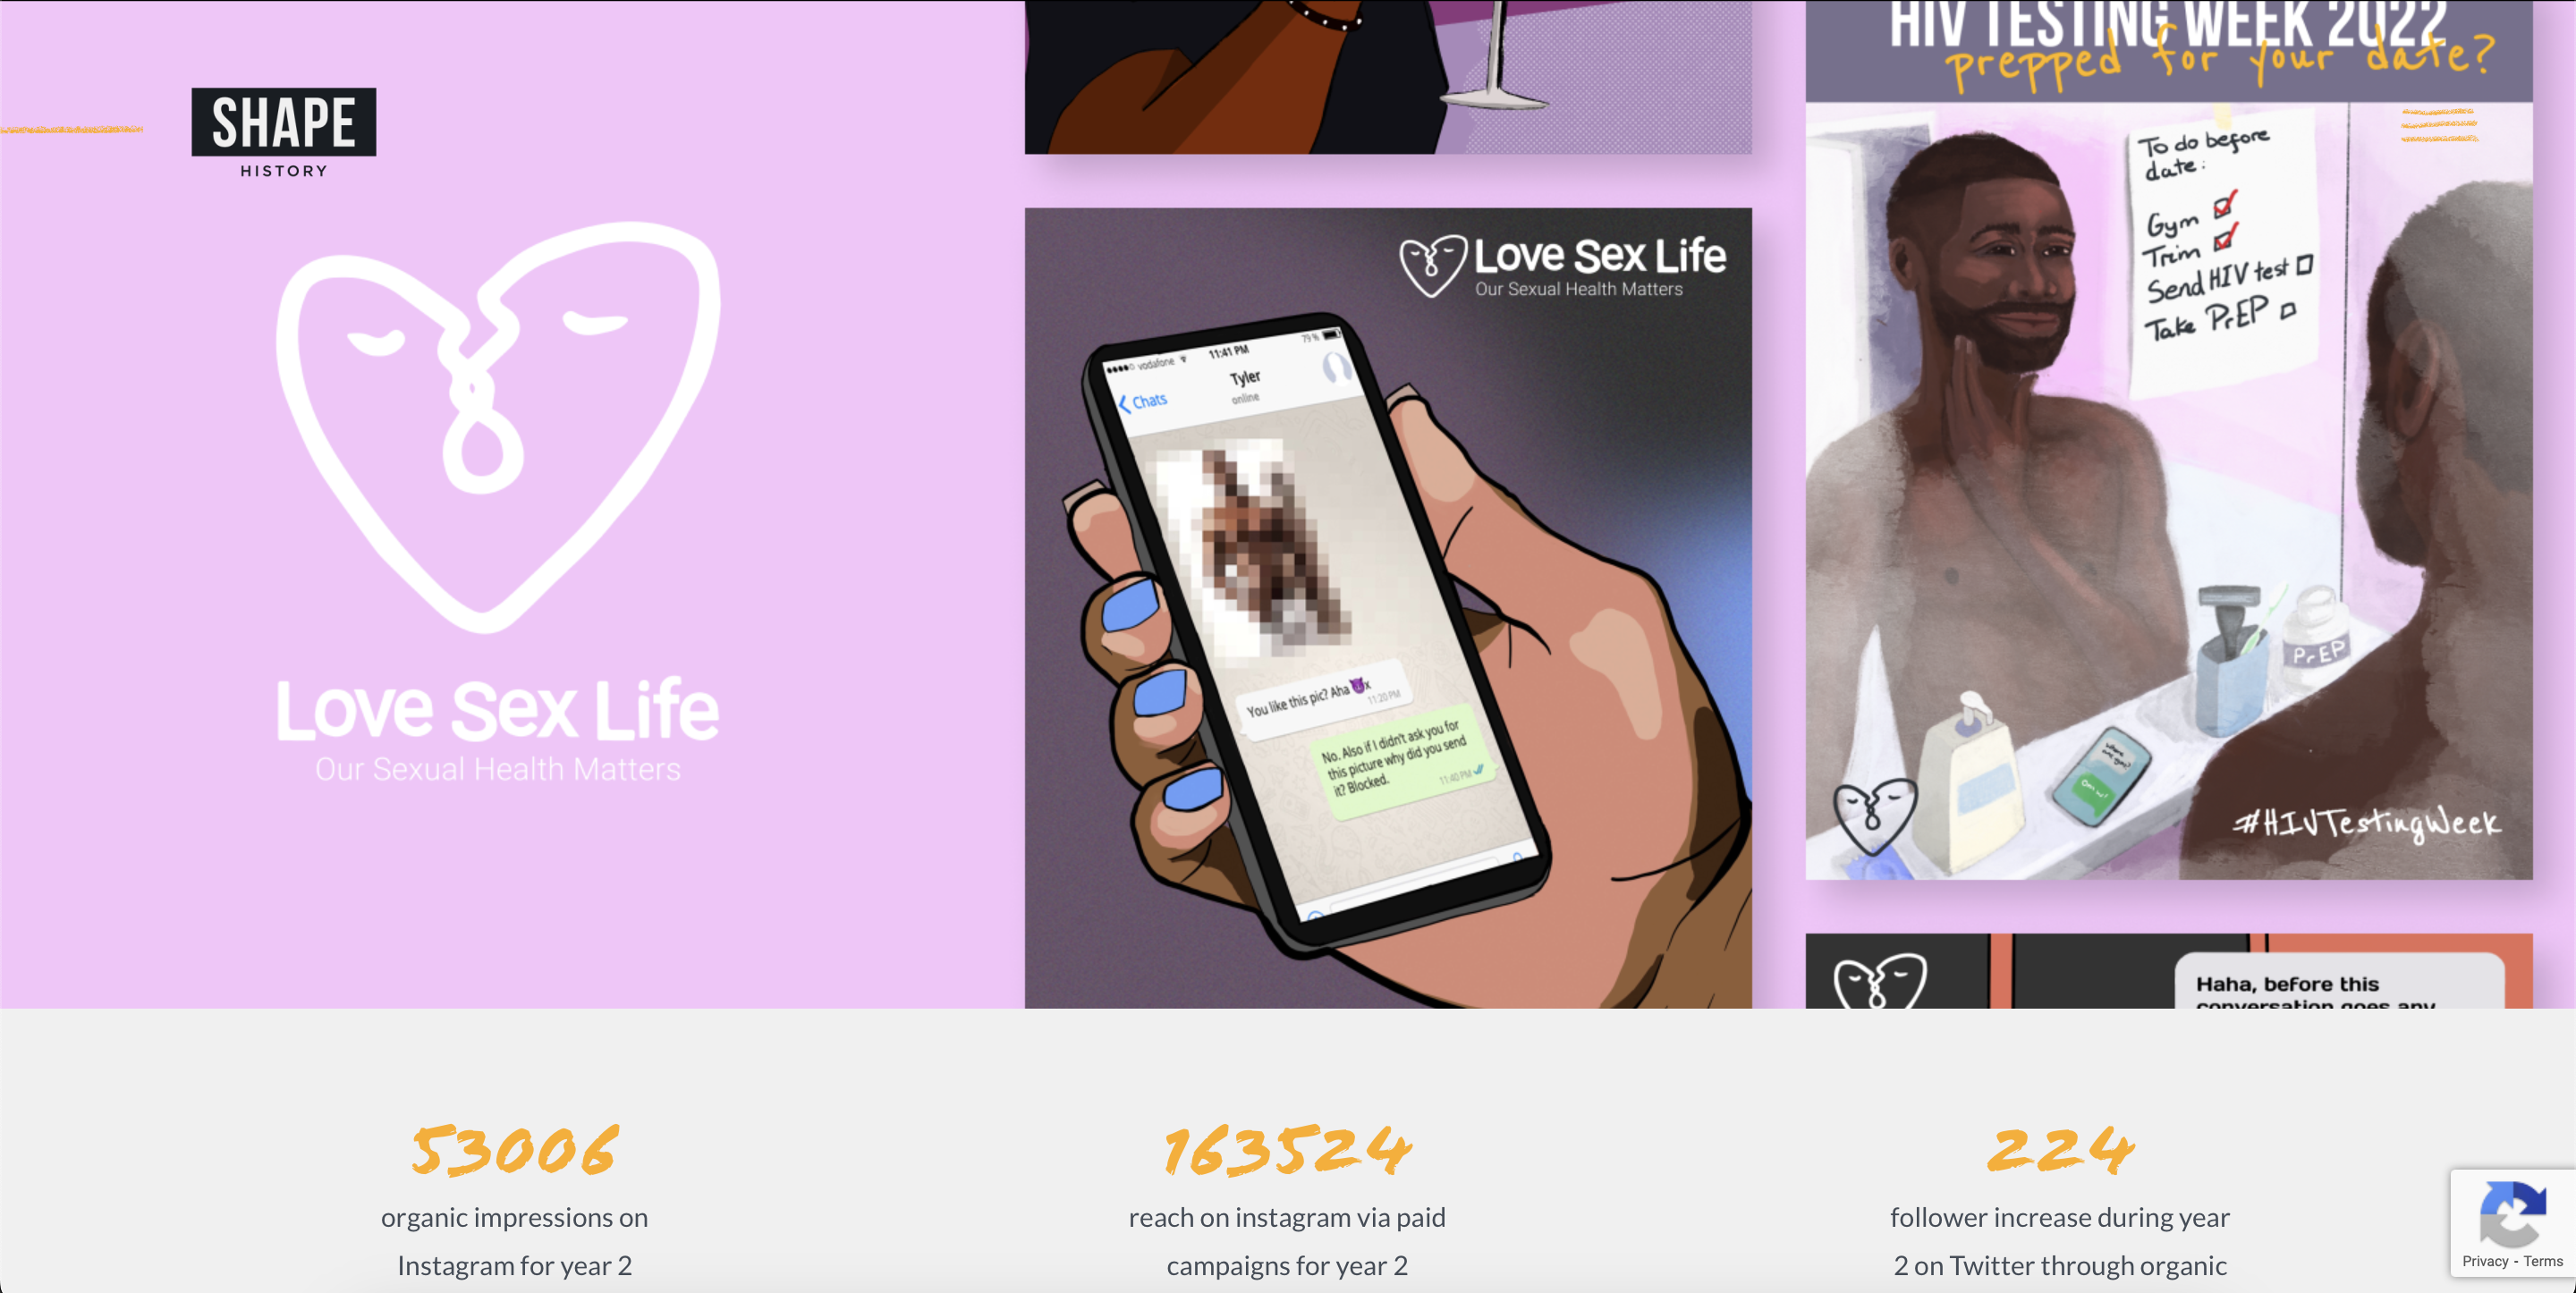 SHAPE
HISTORY
Love Sex Life
Our Sexual Health Matters
Love Sex Life
Our Sexual Health Matters
vodafone
11:41 PM
79%
Chats
Tyler
online
You like this pic? Aha 😈x
11:20 PM
No. Also if I didn't ask you for
this picture why did you send
it? Blocked.
11:40 PM
HIV TESTING WEEK 2022
prepped for your date?
To do before
date:
Gym
Trim
Send HIV test
Take PrEP
PrEP
where are you?
#HIVTestingWeek
Haha, before this
conversation goes any
53006
organic impressions on
Instagram for year 2
163524
reach on instagram via paid
campaigns for year 2
224
follower increase during year
2 on Twitter through organic
Privacy - Terms